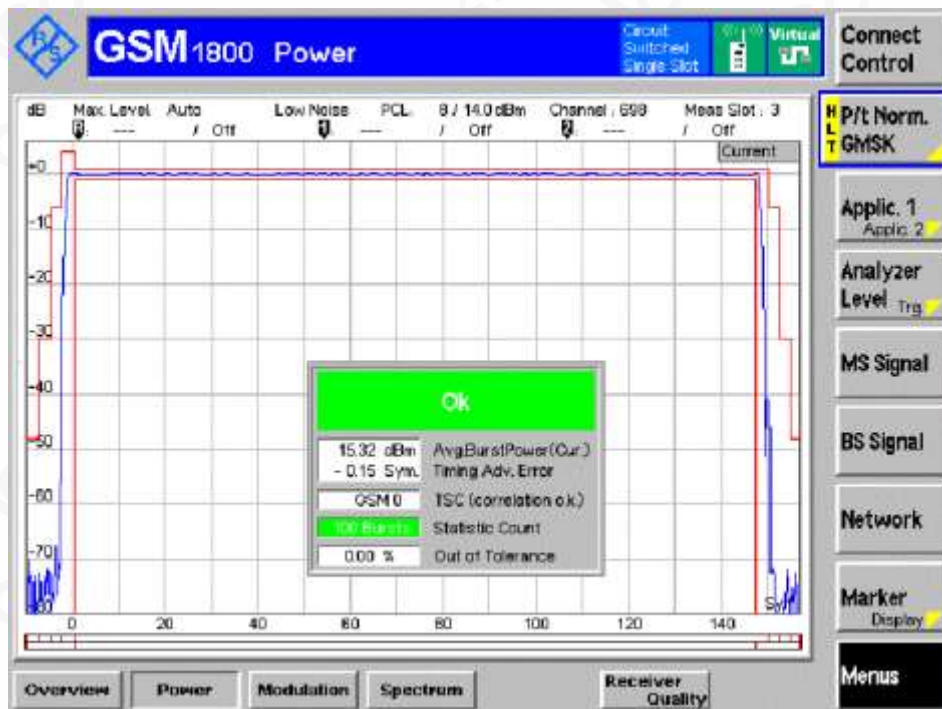 R S
GSM 1800 Power
Circuit Switched Single Slot
Virtual
Connect Control
dB Max. Level Auto Low Noise PCL: 8 / 14.0 dBm Channel : 698 Meas Slot : 3
--- / Off --- / Off --- / Off
Current
HLT P/t Norm. GMSK
Applic. 1
Applic. 2
Analyzer Level Trg.
MS Signal
BS Signal
Network
Marker
Display
Menus
+0
-10
-20
-30
-40
-50
-60
-70
-80
Ok
15.32 dBm Avg.BurstPower(Cur.)
- 0.15 Sym. Timing Adv. Error
GSM 0 TSC (correlation o.k.)
100 Bursts Statistic Count
0.00 % Out of Tolerance
0 20 40 60 80 100 120 140
Overview Power Modulation Spectrum Receiver Quality